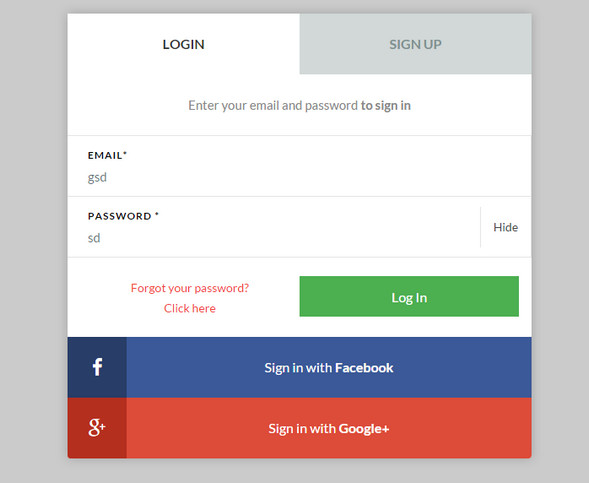 LOGIN
SIGN UP
Enter your email and password to sign in
EMAIL*
gsd
PASSWORD *
sd
Hide
Forgot your password?
Click here
Log In
f
Sign in with Facebook
g+
Sign in with Google+